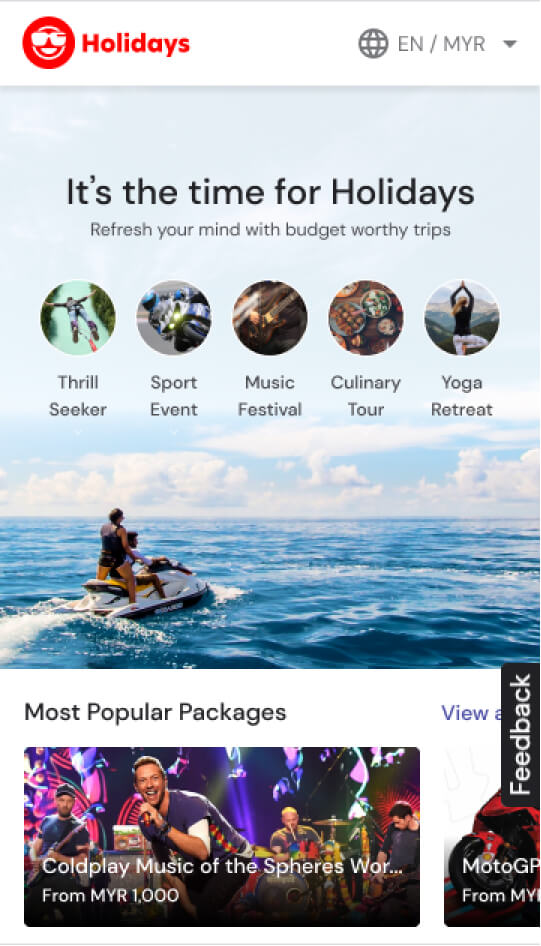 Holidays
EN / MYR
It's the time for Holidays
Refresh your mind with budget worthy trips
Thrill
Seeker
Sport
Event
Music
Festival
Culinary
Tour
Yoga
Retreat
Most Popular Packages
View a
Feedback
Coldplay Music of the Spheres Wor...
From MYR 1,000
MotoGP
From MY